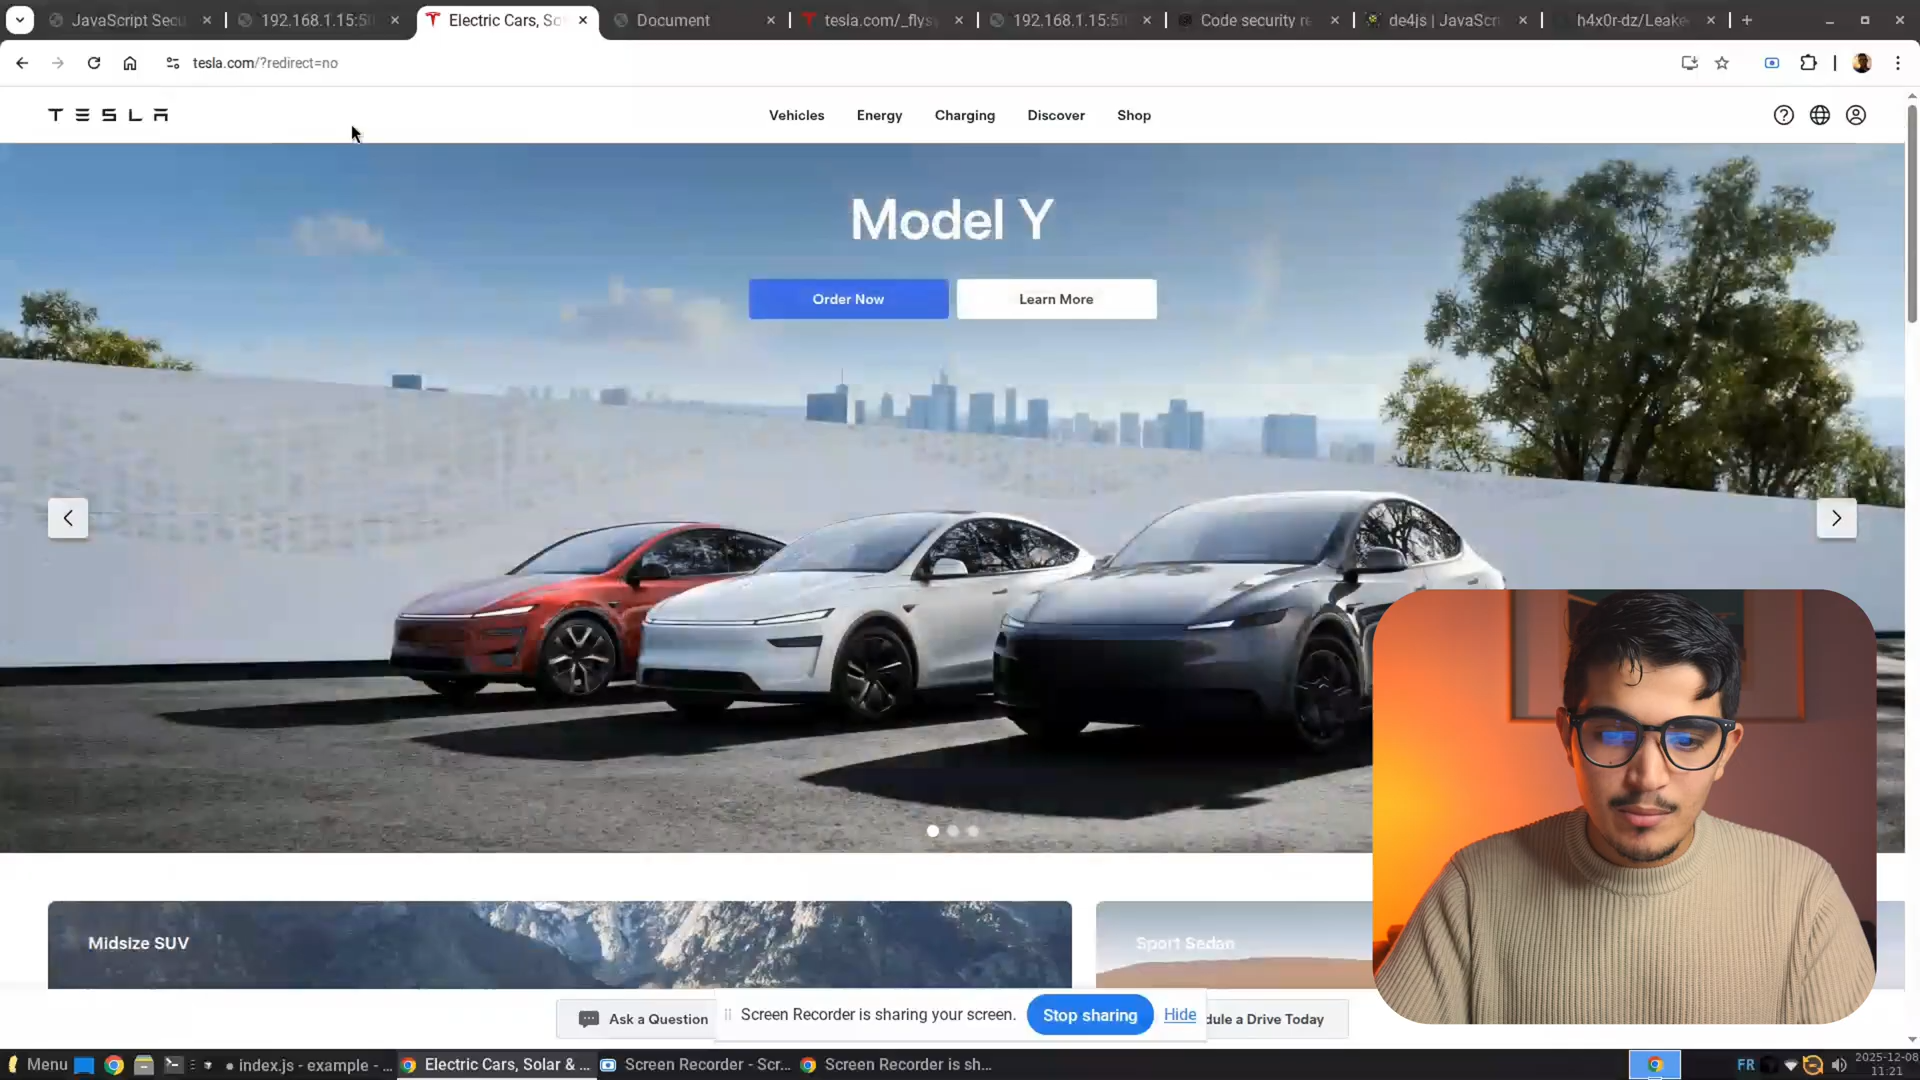 JavaScript Secu
192.168.1.15:50
Electric Cars, So
Document
tesla.com/_flys
192.168.1.15:50
Code security re
de4js | JavaScr
h4x0r-dz/Leake
tesla.com/?redirect=no
TESLA
Vehicles
Energy
Charging
Discover
Shop
Model Y
Order Now
Learn More
Midsize SUV
Sport Sedan
Ask a Question
Screen Recorder is sharing your screen.
Stop sharing
Hide
dule a Drive Today
Menu
index.js - example - ...
Electric Cars, Solar & ...
Screen Recorder - Scr...
Screen Recorder is sh...
FR
2025-12-08
11:21